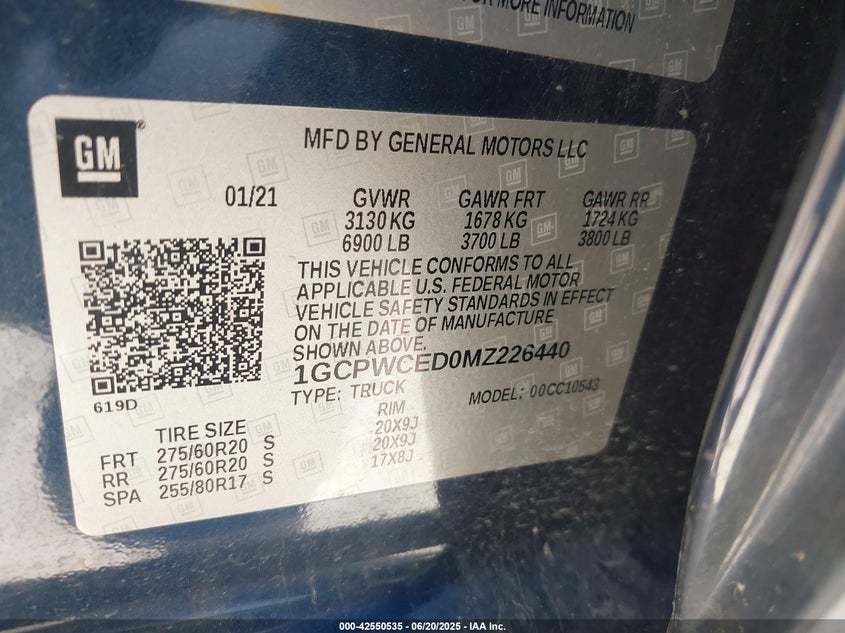 OR MORE INFORMATION
GM
MFD BY GENERAL MOTORS LLC
01/21
GVWR GAWR FRT GAWR RR
3130 KG 1678 KG 1724 KG
6900 LB 3700 LB 3800 LB
THIS VEHICLE CONFORMS TO ALL
APPLICABLE U.S. FEDERAL MOTOR
VEHICLE SAFETY STANDARDS IN EFFECT
ON THE DATE OF MANUFACTURE
SHOWN ABOVE.
1GCPWCED0MZ226440
TYPE: TRUCK MODEL: 00CC10543
619D
TIRE SIZE RIM
FRT 275/60R20 S 20X9J
RR 275/60R20 S 20X9J
SPA 255/80R17 S 17X8J
000-42550535 - 06/20/2025 - IAA Inc.